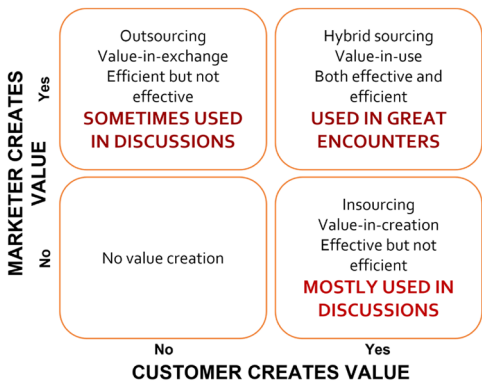 MARKETER CREATES
VALUE
Yes
No
Outsourcing
Value-in-exchange
Efficient but not
effective
SOMETIMES USED
IN DISCUSSIONS
Hybrid sourcing
Value-in-use
Both effective and
efficient
USED IN GREAT
ENCOUNTERS
No value creation
Insourcing
Value-in-creation
Effective but not
efficient
MOSTLY USED IN
DISCUSSIONS
No
Yes
CUSTOMER CREATES VALUE